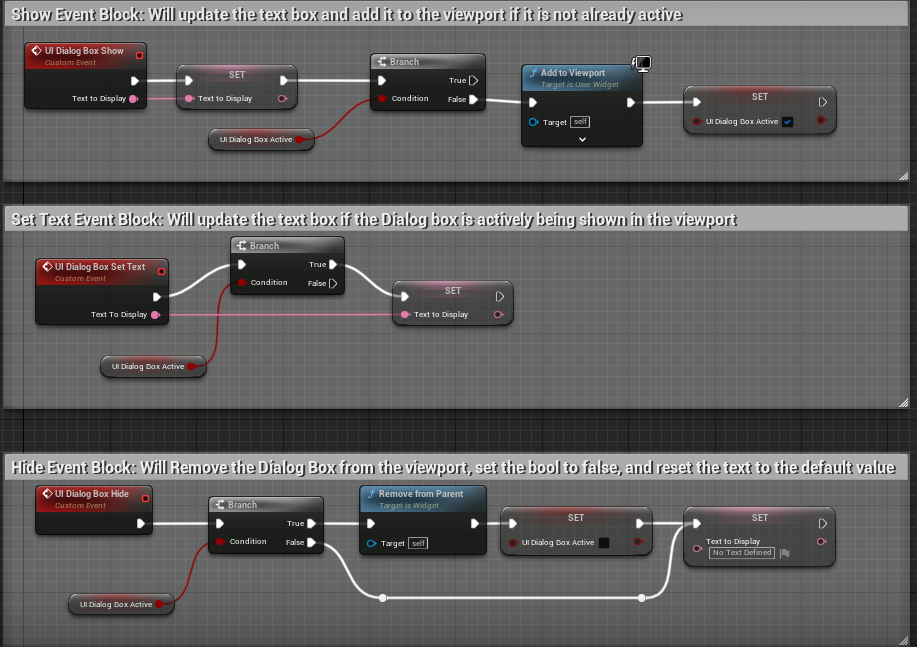 Show Event Block: Will update the text box and add it to the viewport if it is not already active
UI Dialog Box Show
Custom Event
Text to Display
SET
Text to Display
UI Dialog Box Active
Branch
True
Condition
False
Add to Viewport
Target is User Widget
Target self
SET
UI Dialog Box Active
Set Text Event Block: Will update the text box if the Dialog box is actively being shown in the viewport
UI Dialog Box Set Text
Custom Event
Text To Display
UI Dialog Box Active
Branch
True
Condition
False
SET
Text to Display
Hide Event Block: Will Remove the Dialog Box from the viewport, set the bool to false, and reset the text to the default value
UI Dialog Box Hide
Custom Event
UI Dialog Box Active
Branch
True
Condition
False
Remove from Parent
Target is Widget
Target self
SET
UI Dialog Box Active
SET
Text to Display
No Text Defined